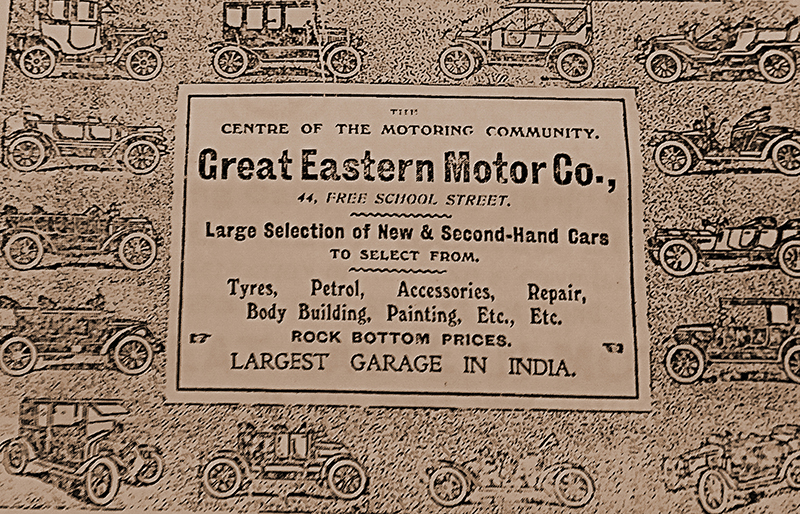 THE
CENTRE OF THE MOTORING COMMUNITY.
Great Eastern Motor Co.,
44, FREE SCHOOL STREET.
Large Selection of New & Second-Hand Cars
TO SELECT FROM.
Tyres, Petrol, Accessories, Repair,
Body Building, Painting, Etc., Etc.
ROCK BOTTOM PRICES.
LARGEST GARAGE IN INDIA.